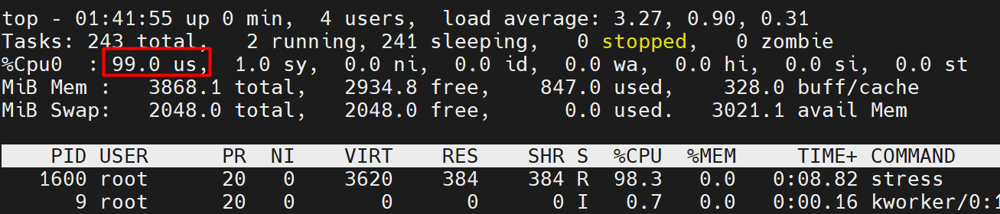 top - 01:41:55 up 0 min,  4 users,  load average: 3.27, 0.90, 0.31
Tasks: 243 total,   2 running, 241 sleeping,   0 stopped,   0 zombie
%Cpu0  : 99.0 us,  1.0 sy,  0.0 ni,  0.0 id,  0.0 wa,  0.0 hi,  0.0 si,  0.0 st
MiB Mem :   3868.1 total,   2934.8 free,    847.0 used,    328.0 buff/cache
MiB Swap:   2048.0 total,   2048.0 free,      0.0 used.   3021.1 avail Mem
PID USER      PR  NI    VIRT    RES    SHR S  %CPU  %MEM     TIME+ COMMAND
1600 root      20   0    3620    384    384 R  98.3   0.0   0:08.82 stress
9 root      20   0       0      0      0 I   0.7   0.0   0:00.16 kworker/0:1